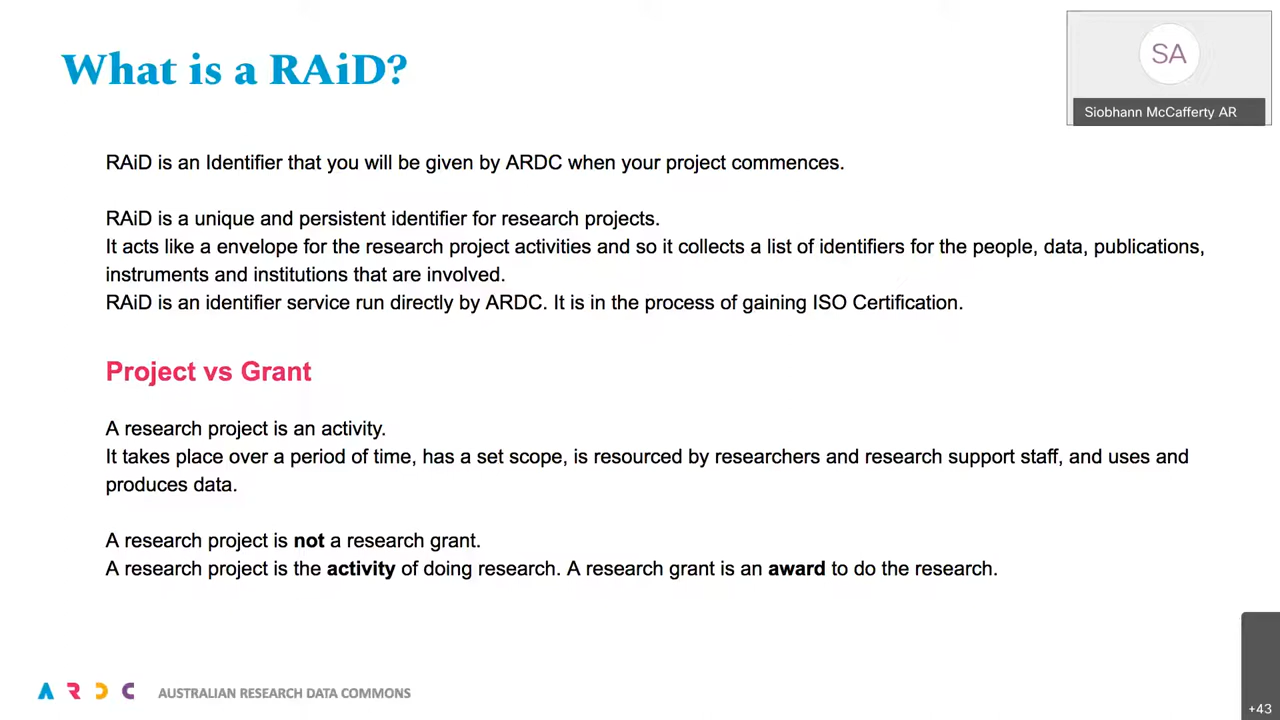 What is a RAiD?
SA
Siobhann McCafferty AR
RAiD is an Identifier that you will be given by ARDC when your project commences.
RAiD is a unique and persistent identifier for research projects.
It acts like a envelope for the research project activities and so it collects a list of identifiers for the people, data, publications,
instruments and institutions that are involved.
RAiD is an identifier service run directly by ARDC. It is in the process of gaining ISO Certification.
Project vs Grant
A research project is an activity.
It takes place over a period of time, has a set scope, is resourced by researchers and research support staff, and uses and
produces data.
A research project is not a research grant.
A research project is the activity of doing research. A research grant is an award to do the research.
ARDC AUSTRALIAN RESEARCH DATA COMMONS
+43